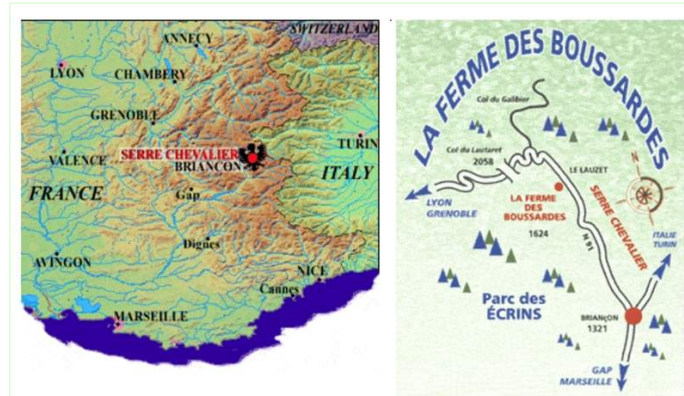 SWITZERLAND
ANNECY
LYON
CHAMBERY
GRENOBLE
TURIN
VALENCE
SERRE CHEVALIER
BRIANCON
ITALY
FRANCE
Gap
Dignes
AVINGON
NICE
Cannes
MARSEILLE
LA FERME DES BOUSSARDES
Col du Galibier
Col du Lautaret
2058
N
LE LAUZET
LYON
GRENOBLE
LA FERME
DES
BOUSSARDES
1624
SERRE CHEVALIER
N 91
ITALIE
TURIN
Parc des
ÉCRINS
BRIANÇON
1321
GAP
MARSEILLE